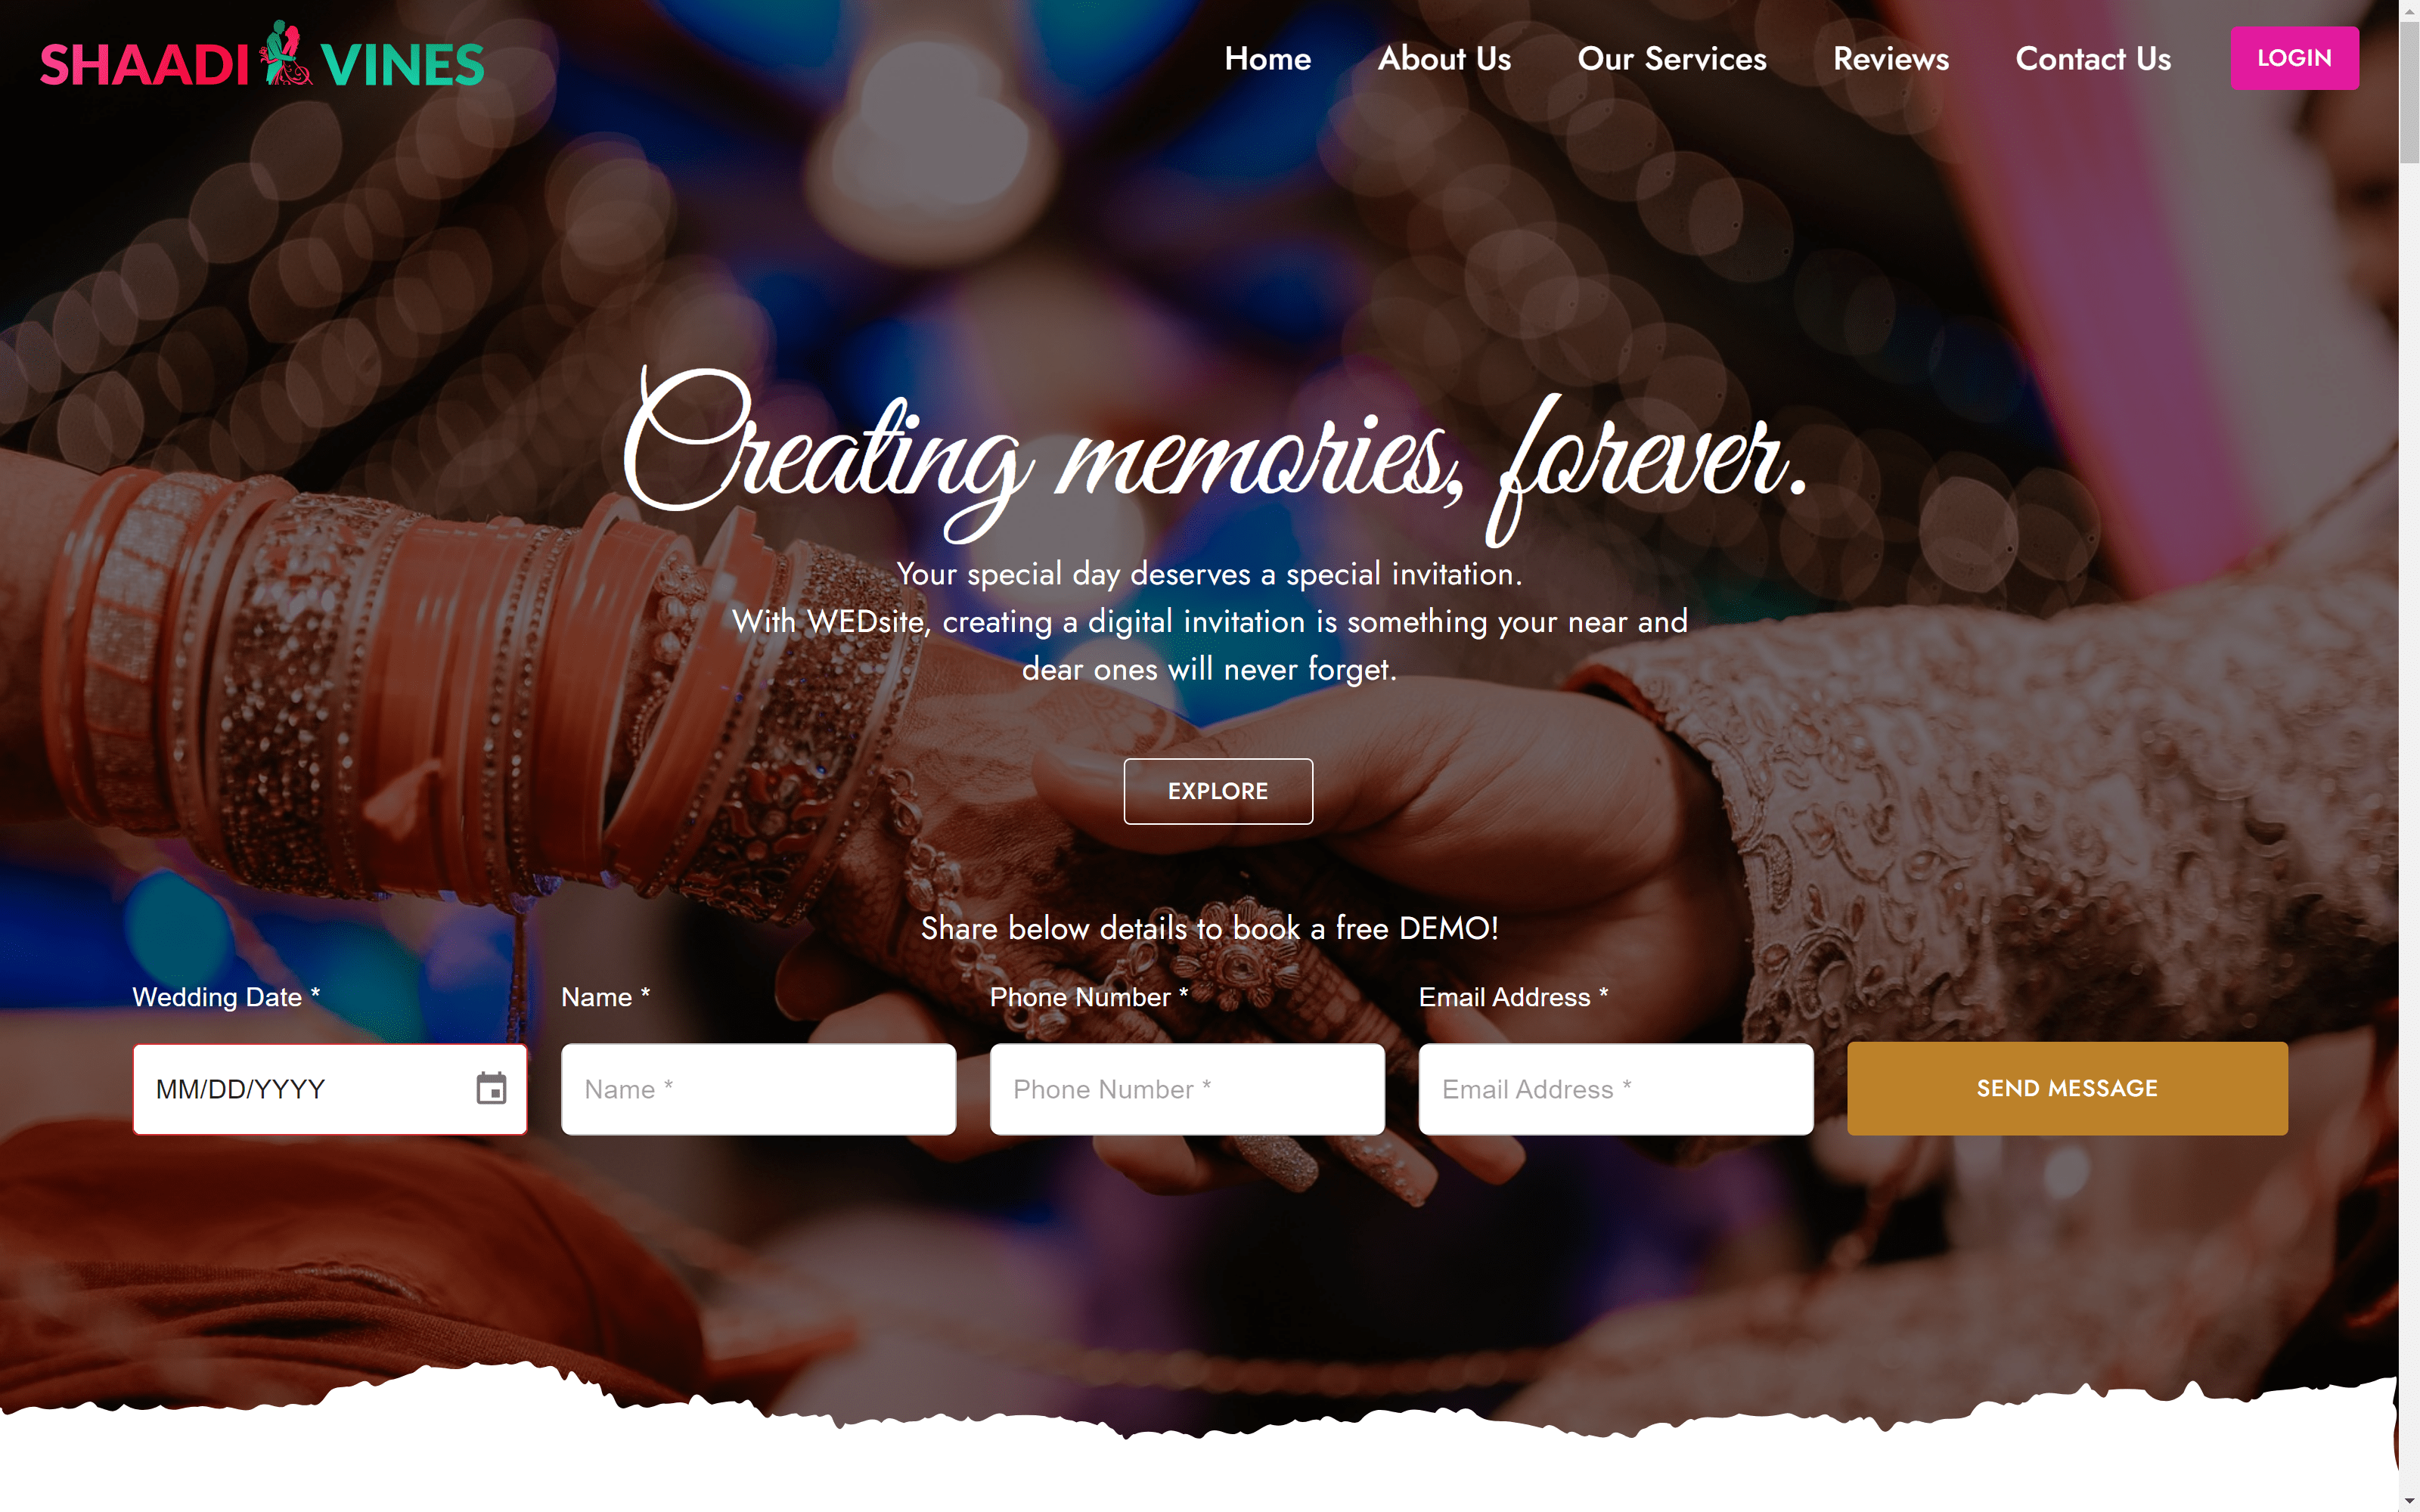 SHAADI VINES
Home
About Us
Our Services
Reviews
Contact Us
LOGIN
Creating memories, forever.
Your special day deserves a special invitation.
With WEDsite, creating a digital invitation is something your near and
dear ones will never forget.
EXPLORE
Share below details to book a free DEMO!
Wedding Date *
Name *
Phone Number *
Email Address *
MM/DD/YYYY
Name *
Phone Number *
Email Address *
SEND MESSAGE